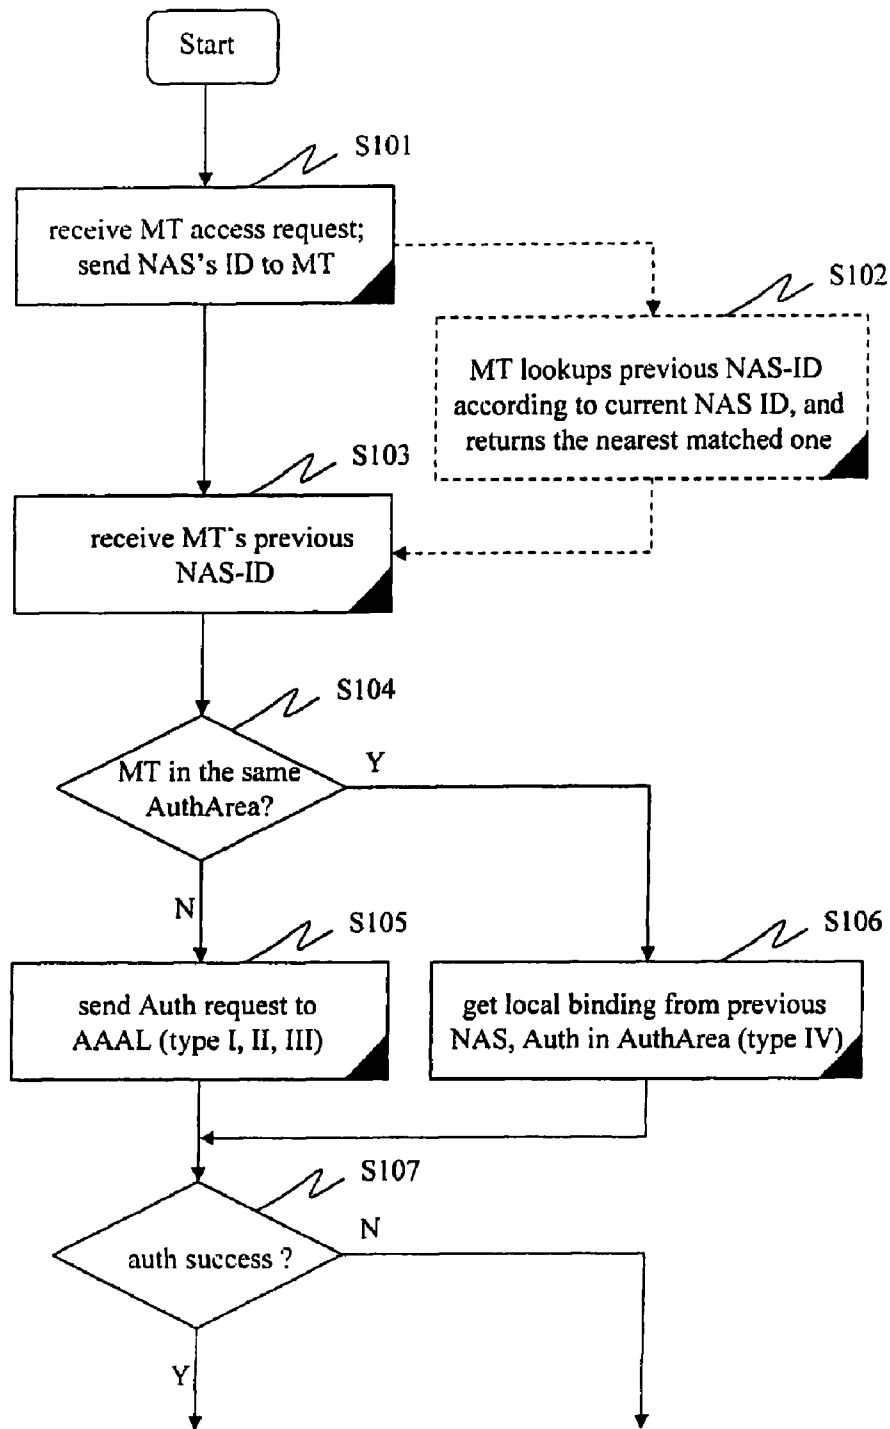 Start
S101
receive MT access request;
send NAS's ID to MT
S102
MT lookups previous NAS-ID
according to current NAS ID, and
returns the nearest matched one
S103
receive MT's previous
NAS-ID
S104
MT in the same
AuthArea?
Y
N
S105
send Auth request to
AAAL (type I, II, III)
S106
get local binding from previous
NAS, Auth in AuthArea (type IV)
S107
auth success ?
N
Y